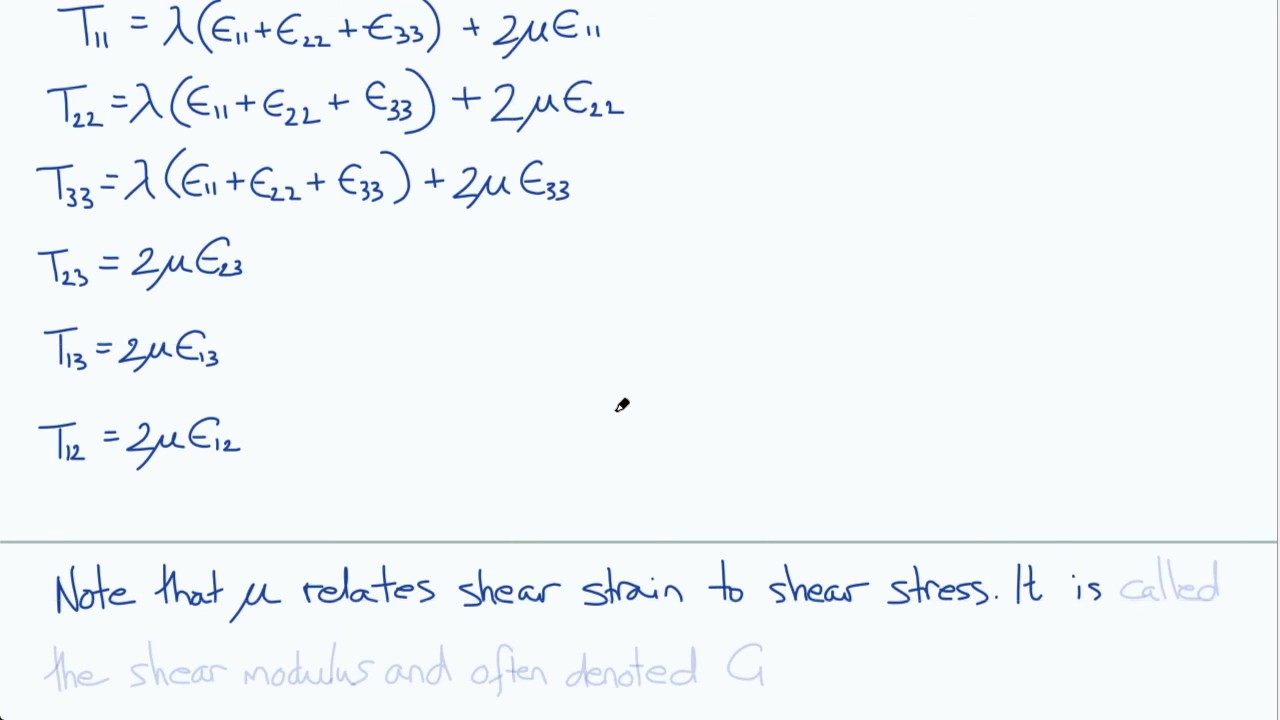 T₁₁ = λ(ϵ₁₁+ϵ₂₂+ϵ₃₃) + 2μϵ₁₁
T₂₂ = λ(ϵ₁₁+ϵ₂₂+ϵ₃₃) + 2μϵ₂₂
T₃₃ = λ(ϵ₁₁+ϵ₂₂+ϵ₃₃) + 2μϵ₃₃
T₂₃ = 2μϵ₂₃
T₁₃ = 2μϵ₁₃
T₁₂ = 2μϵ₁₂
Note that μ relates shear strain to shear stress. It is called
the shear modulus and often denoted G